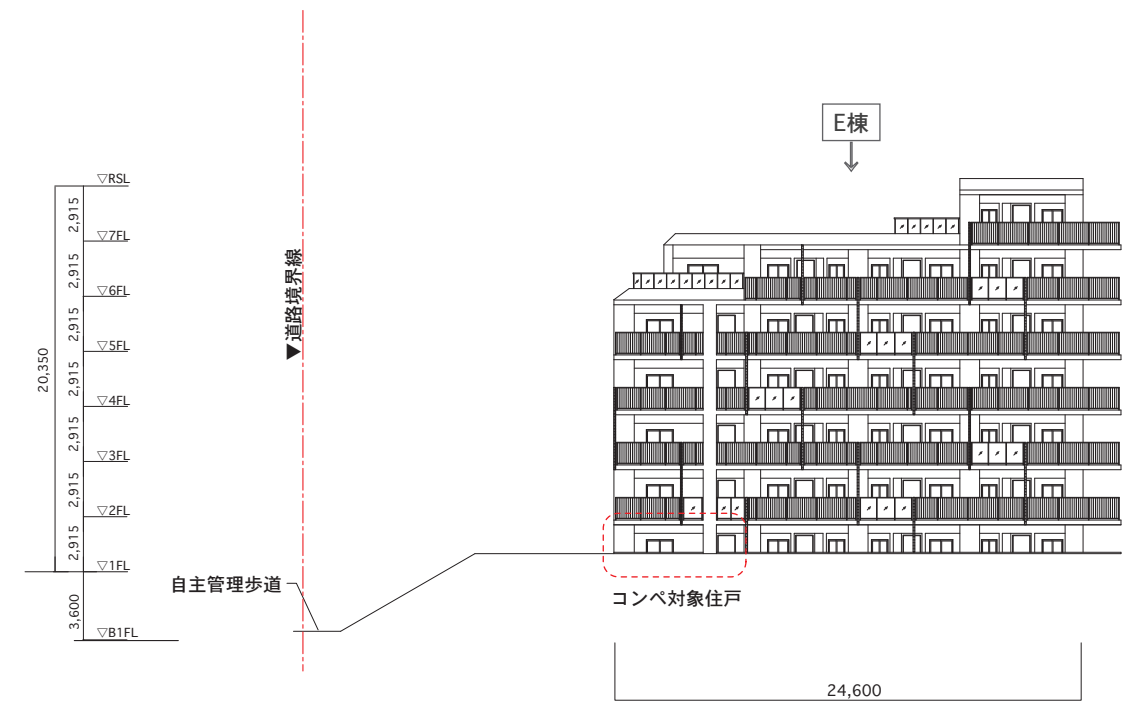 E棟
▽RSL
2,915
▽7FL
2,915
▽6FL
2,915
▽5FL
2,915
▽4FL
2,915
▽3FL
2,915
▽2FL
2,915
▽1FL
3,600
▽B1FL
20,350
▼道路境界線
自主管理歩道
コンペ対象住戸
24,600